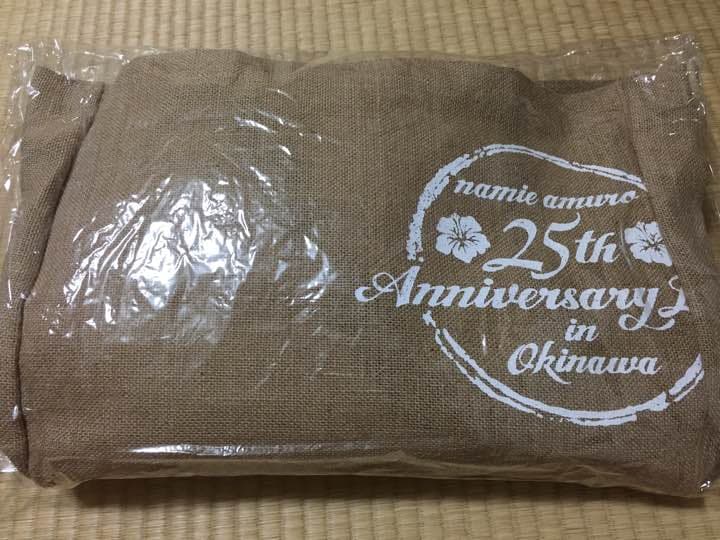 namie amuro
25th
Anniversary
in
Okinawa